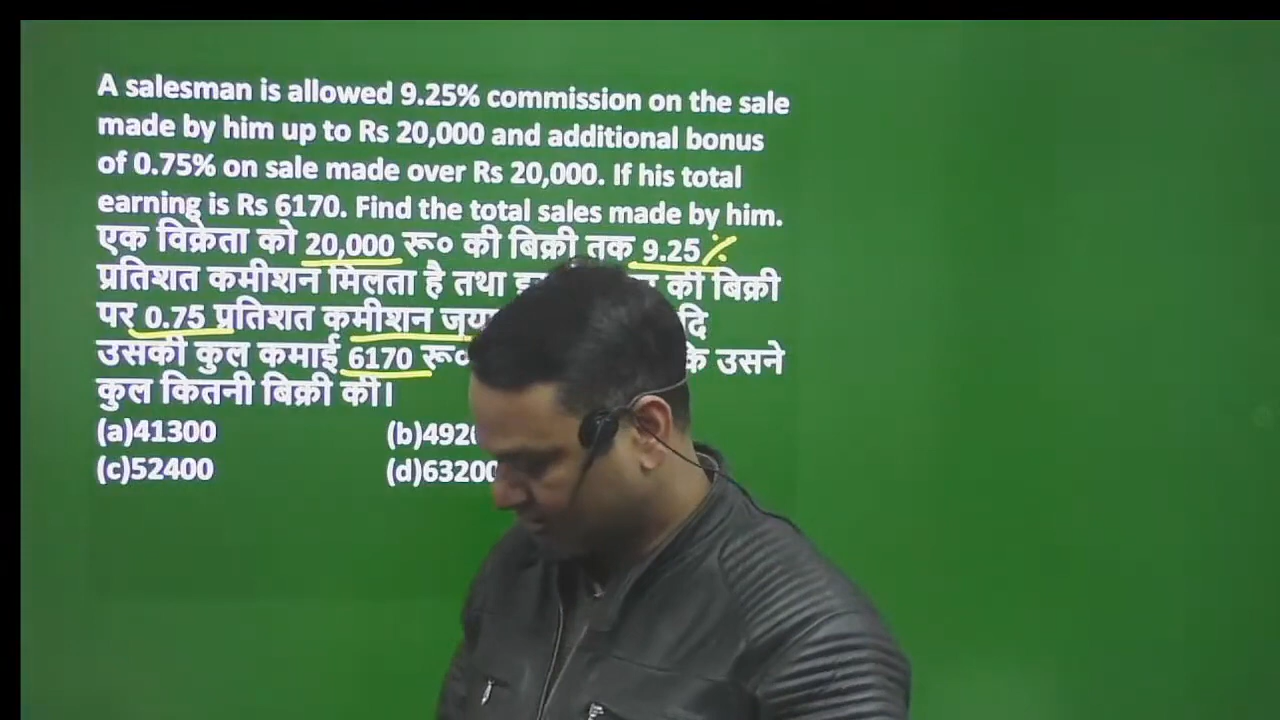 A salesman is allowed 9.25% commission on the sale
made by him up to Rs 20,000 and additional bonus
of 0.75% on sale made over Rs 20,000. If his total
earning is Rs 6170. Find the total sales made by him.
एक विक्रेता को 20,000 रू० की बिक्री तक 9.25 %
प्रतिशत कमीशन मिलता है तथा की बिक्री
पर 0.75 प्रतिशत कमीशन
उसकी कुल कमाई 6170 रू० उसने
कुल कितनी बिक्री की।
(a)41300 (b)
(c)52400 (d)63200